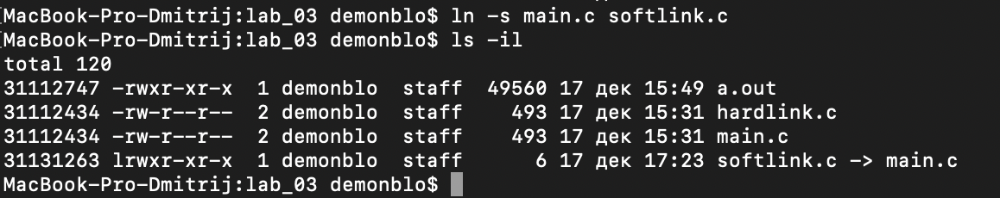 [MacBook-Pro-Dmitrij:lab_03 demonblo$ ln -s main.c softlink.c
[MacBook-Pro-Dmitrij:lab_03 demonblo$ ls -il
total 120
31112747 -rwxr-xr-x  1 demonblo  staff  49560 17 дек 15:49 a.out
31112434 -rw-r--r--  2 demonblo  staff    493 17 дек 15:31 hardlink.c
31112434 -rw-r--r--  2 demonblo  staff    493 17 дек 15:31 main.c
31131263 lrwxr-xr-x  1 demonblo  staff      6 17 дек 17:23 softlink.c -> main.c
MacBook-Pro-Dmitrij:lab_03 demonblo$